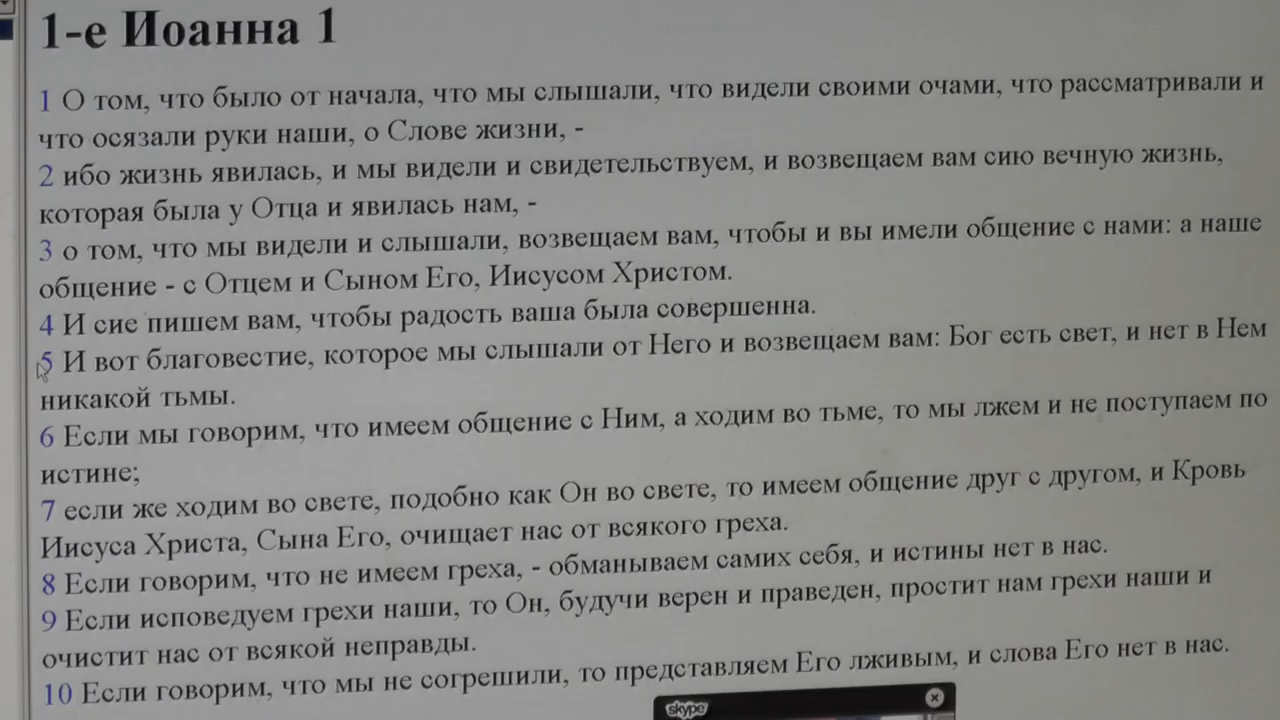 1-е Иоанна 1
1 О том, что было от начала, что мы слышали, что видели своими очами, что рассматривали и
что осязали руки наши, о Слове жизни, -
2 ибо жизнь явилась, и мы видели и свидетельствуем, и возвещаем вам сию вечную жизнь,
которая была у Отца и явилась нам, -
3 о том, что мы видели и слышали, возвещаем вам, чтобы и вы имели общение с нами: а наше
общение - с Отцем и Сыном Его, Иисусом Христом.
4 И сие пишем вам, чтобы радость ваша была совершенна.
5 И вот благовестие, которое мы слышали от Него и возвещаем вам: Бог есть свет, и нет в Нем
никакой тьмы.
6 Если мы говорим, что имеем общение с Ним, а ходим во тьме, то мы лжем и не поступаем по
истине;
7 если же ходим во свете, подобно как Он во свете, то имеем общение друг с другом, и Кровь
Иисуса Христа, Сына Его, очищает нас от всякого греха.
8 Если говорим, что не имеем греха, - обманываем самих себя, и истины нет в нас.
9 Если исповедуем грехи наши, то Он, будучи верен и праведен, простит нам грехи наши и
очистит нас от всякой неправды.
10 Если говорим, что мы не согрешили, то представляем Его лживым, и слова Его нет в нас.
skype